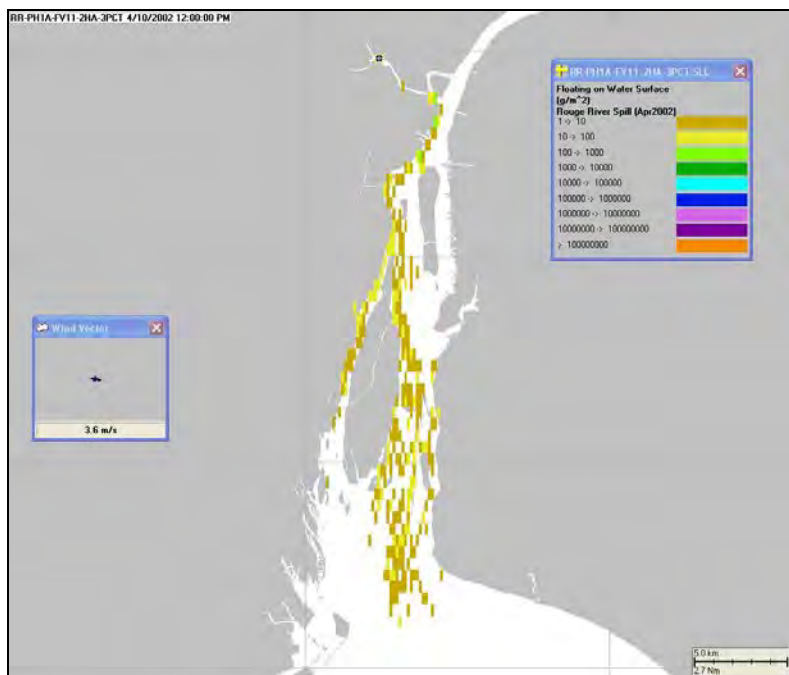 RR-PH1A-FV11-2HA-3PCT 4/10/2002 12:00:00 PM
RR-PH1A-FV11-2HA-3PCT-SLC
Floating on Water Surface
(g/m^2)
Rouge River Spill (Apr2002)
1 -> 10
10 -> 100
100 -> 1000
1000 -> 10000
10000 -> 100000
100000 -> 1000000
1000000 -> 10000000
10000000 -> 100000000
≥ 100000000
Wind Vector
3.6 m/s
5.0 km
2.7 Nm